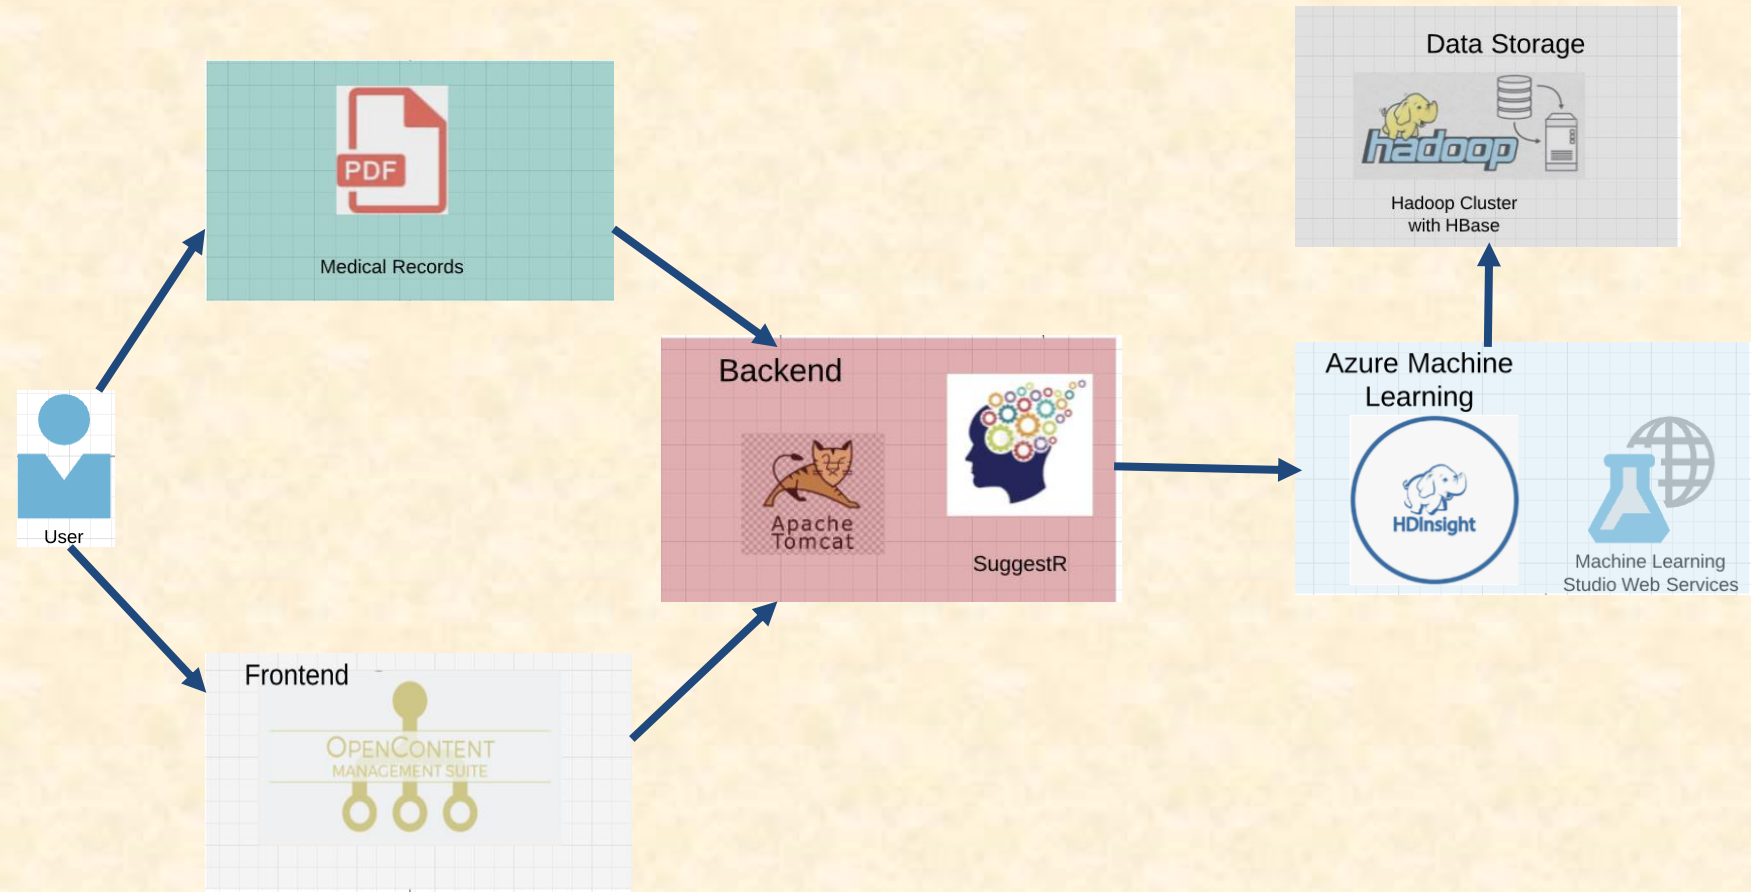 Data Storage
hadoop
Hadoop Cluster
with HBase
PDF
Medical Records
User
Backend
Apache
Tomcat
SuggestR
Azure Machine
Learning
HDInsight
Machine Learning
Studio Web Services
Frontend
OPENCONTENT
MANAGEMENT SUITE